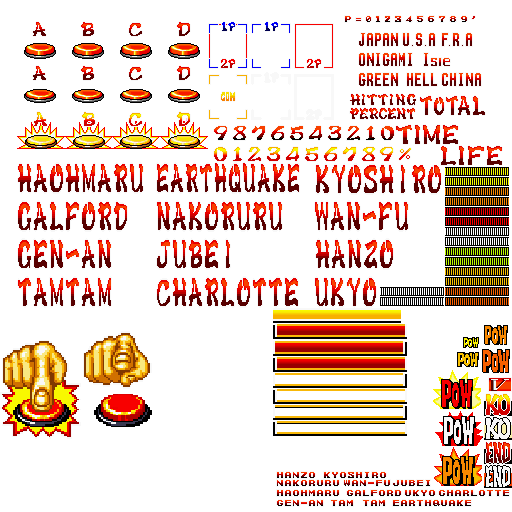 P=0123456789'
A B C D
1P
JAPAN U.S.A F.R.A
ONIGAMI Isle
2P 2P
GREEN HELL CHINA
A B C D
COM
HITTING PERCENT TOTAL
A B C D
9876543210 TIME
0123456789% LIFE
HAOHMARU EARTHQUAKE KYOSHIRO
GALFORD NAKORURU WAN-FU
GEN-AN JUBEI HANZO
TAMTAM CHARLOTTE UKYO
POW POW
POW POW
POW
KO
POW KO
END
POW END
HANZO KYOSHIRO
NAKORURU WAN-FU JUBEI
HAOHMARU GALFORD UKYO CHARLOTTE
GEN-AN TAM TAM EARTHQUAKE